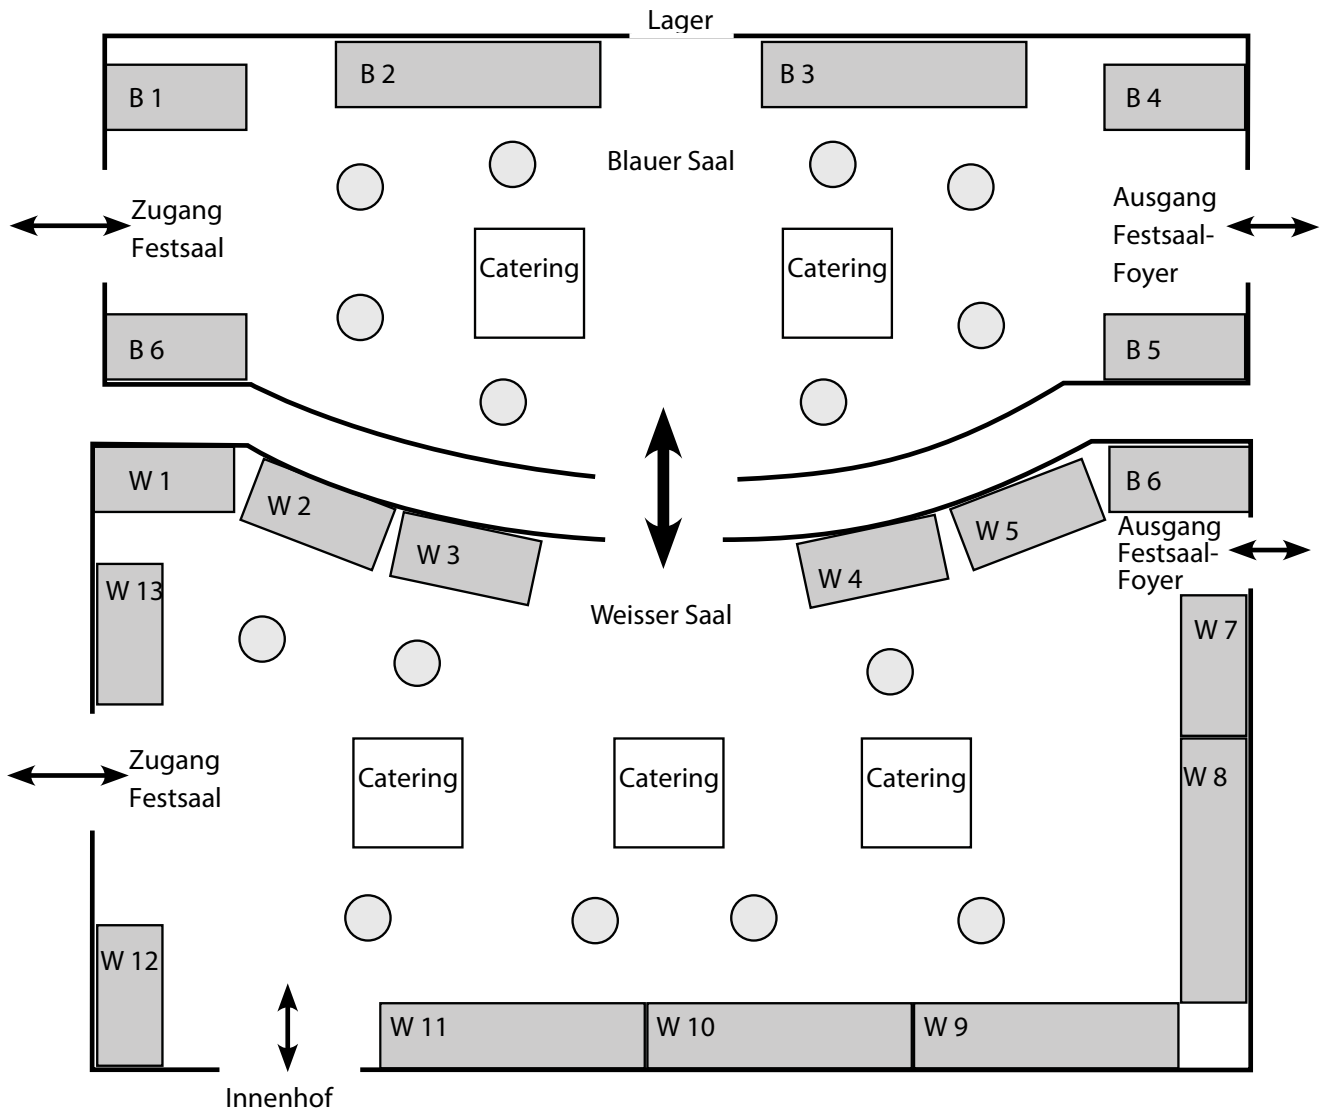 Lager
B 1
B 2
B 3
B 4
Blauer Saal
Zugang
Festsaal
Ausgang
Festsaal-
Foyer
Catering
Catering
B 6
B 5
W 1
W 2
W 3
W 4
W 5
B 6
Ausgang
Festsaal-
Foyer
W 13
Weisser Saal
W 7
Zugang
Festsaal
Catering
Catering
Catering
W 8
W 12
W 11
W 10
W 9
Innenhof